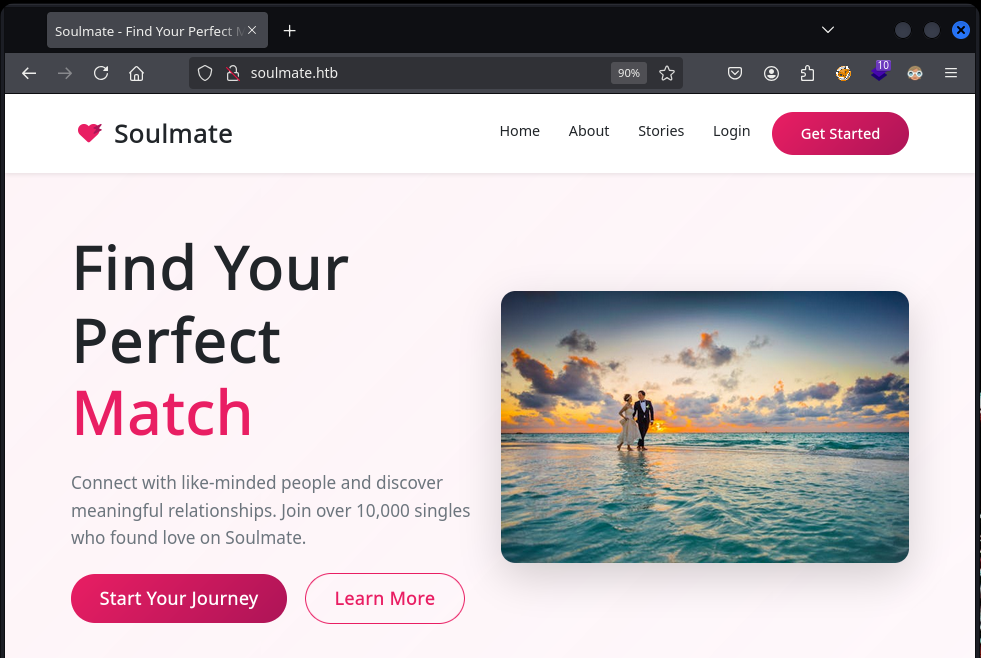 Soulmate - Find Your Perfect
soulmate.htb
90%
10
Soulmate
Home
About
Stories
Login
Get Started
Find Your
Perfect
Match
Connect with like-minded people and discover
meaningful relationships. Join over 10,000 singles
who found love on Soulmate.
Start Your Journey
Learn More